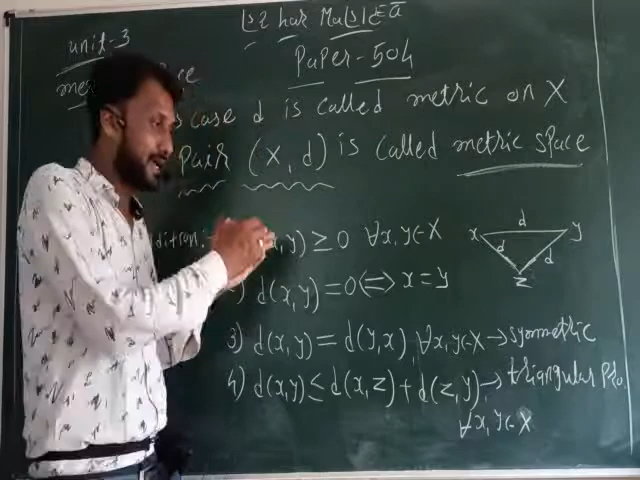 unit-3
Paper-504
case d is called metric on X
Pair (X, d) is called metric space
x, y) ≥ 0 ∀x, y ∈ X
d(x, y) = 0 ⇔ x = y
3) d(x, y) = d(y, x), ∀x, y ∈ X → symmetric
4) d(x, y) ≤ d(x, z) + d(z, y), → triangular Pro
∀x, y ∈ X
d
x y
d d
z